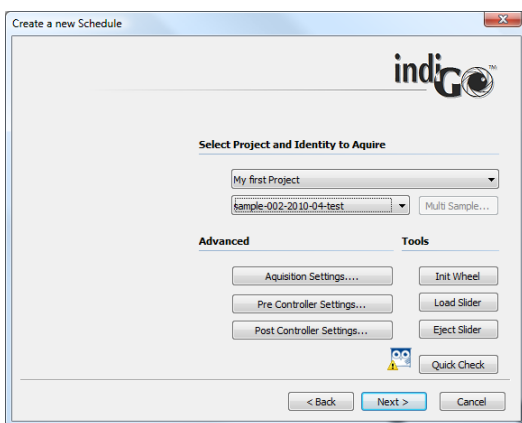 Create a new Schedule
indiGO™
Select Project and Identity to Aquire
My first Project
sample-002-2010-04-test
Multi Sample...
Advanced
Tools
Aquisition Settings....
Init Wheel
Pre Controller Settings...
Load Slider
Post Controller Settings...
Eject Slider
Quick Check
< Back
Next >
Cancel